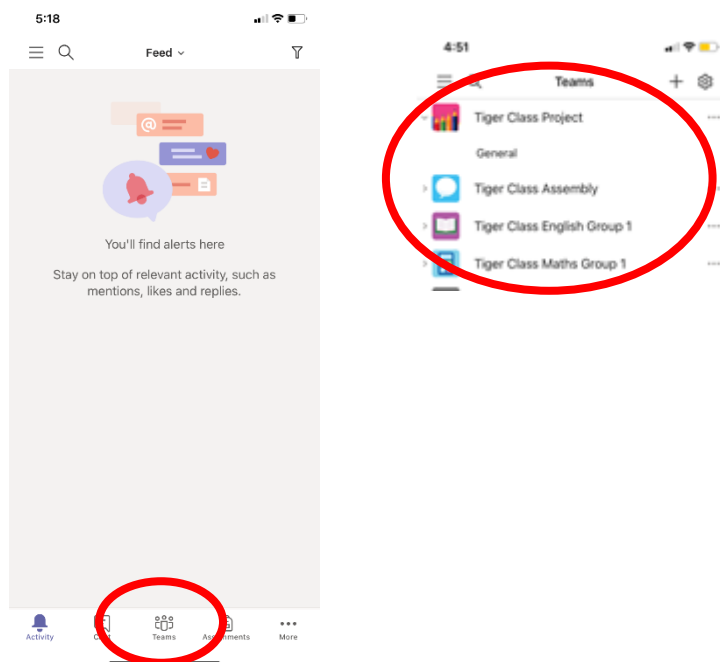 5:18
Feed
@
You'll find alerts here
Stay on top of relevant activity, such as
mentions, likes and replies.
Activity
Chat
Teams
Assignments
More
4:51
Teams
Tiger Class Project
General
Tiger Class Assembly
Tiger Class English Group 1
Tiger Class Maths Group 1